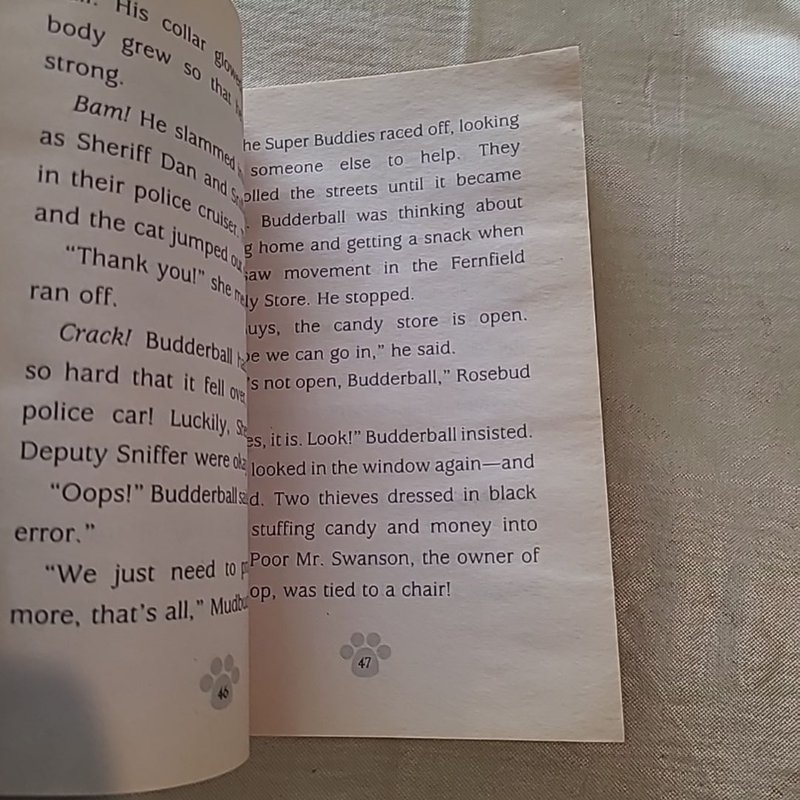 His collar
body grew so that
strong.
Bam! He slammed
as Sheriff Dan and
in their police cruiser.
and the cat jumped
“Thank you!” she
ran off.
Crack! Budderball
so hard that it fell over
police car! Luckily,
Deputy Sniffer were
“Oops!” Budderball
error.”
“We just need to
more, that’s all,”
46
Super Buddies raced off, looking
someone else to help. They
the streets until it became
Budderball was thinking about
home and getting a snack when
movement in the Fernfield
Store. He stopped.
the candy store is open.
we can go in,” he said.
not open, Budderball,” Rosebud
it is. Look!” Budderball insisted.
looked in the window again—and
Two thieves dressed in black
stuffing candy and money into
Poor Mr. Swanson, the owner of
was tied to a chair!
47